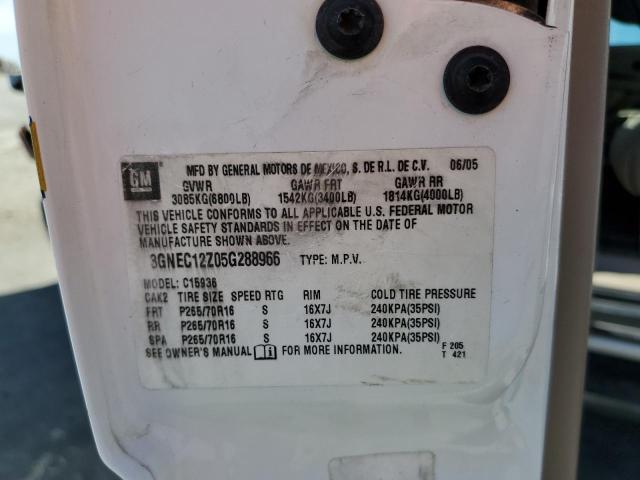 GM
MFD BY GENERAL MOTORS DE MEXICO, S. DE R.L. DE C.V. 06/05
GVWR GAWR FRT GAWR RR
3085KG(6800LB) 1542KG(3400LB) 1814KG(4000LB)
THIS VEHICLE CONFORMS TO ALL APPLICABLE U.S. FEDERAL MOTOR
VEHICLE SAFETY STANDARDS IN EFFECT ON THE DATE OF
MANUFACTURE SHOWN ABOVE.
3GNEC12Z05G288966 TYPE: M.P.V.
MODEL: C15936
CAK2 TIRE SIZE SPEED RTG RIM COLD TIRE PRESSURE
FRT P265/70R16 S 16X7J 240KPA(35PSI)
RR P265/70R16 S 16X7J 240KPA(35PSI)
SPA P265/70R16 S 16X7J 240KPA(35PSI)
SEE OWNER'S MANUAL i FOR MORE INFORMATION.
F 205
T 421